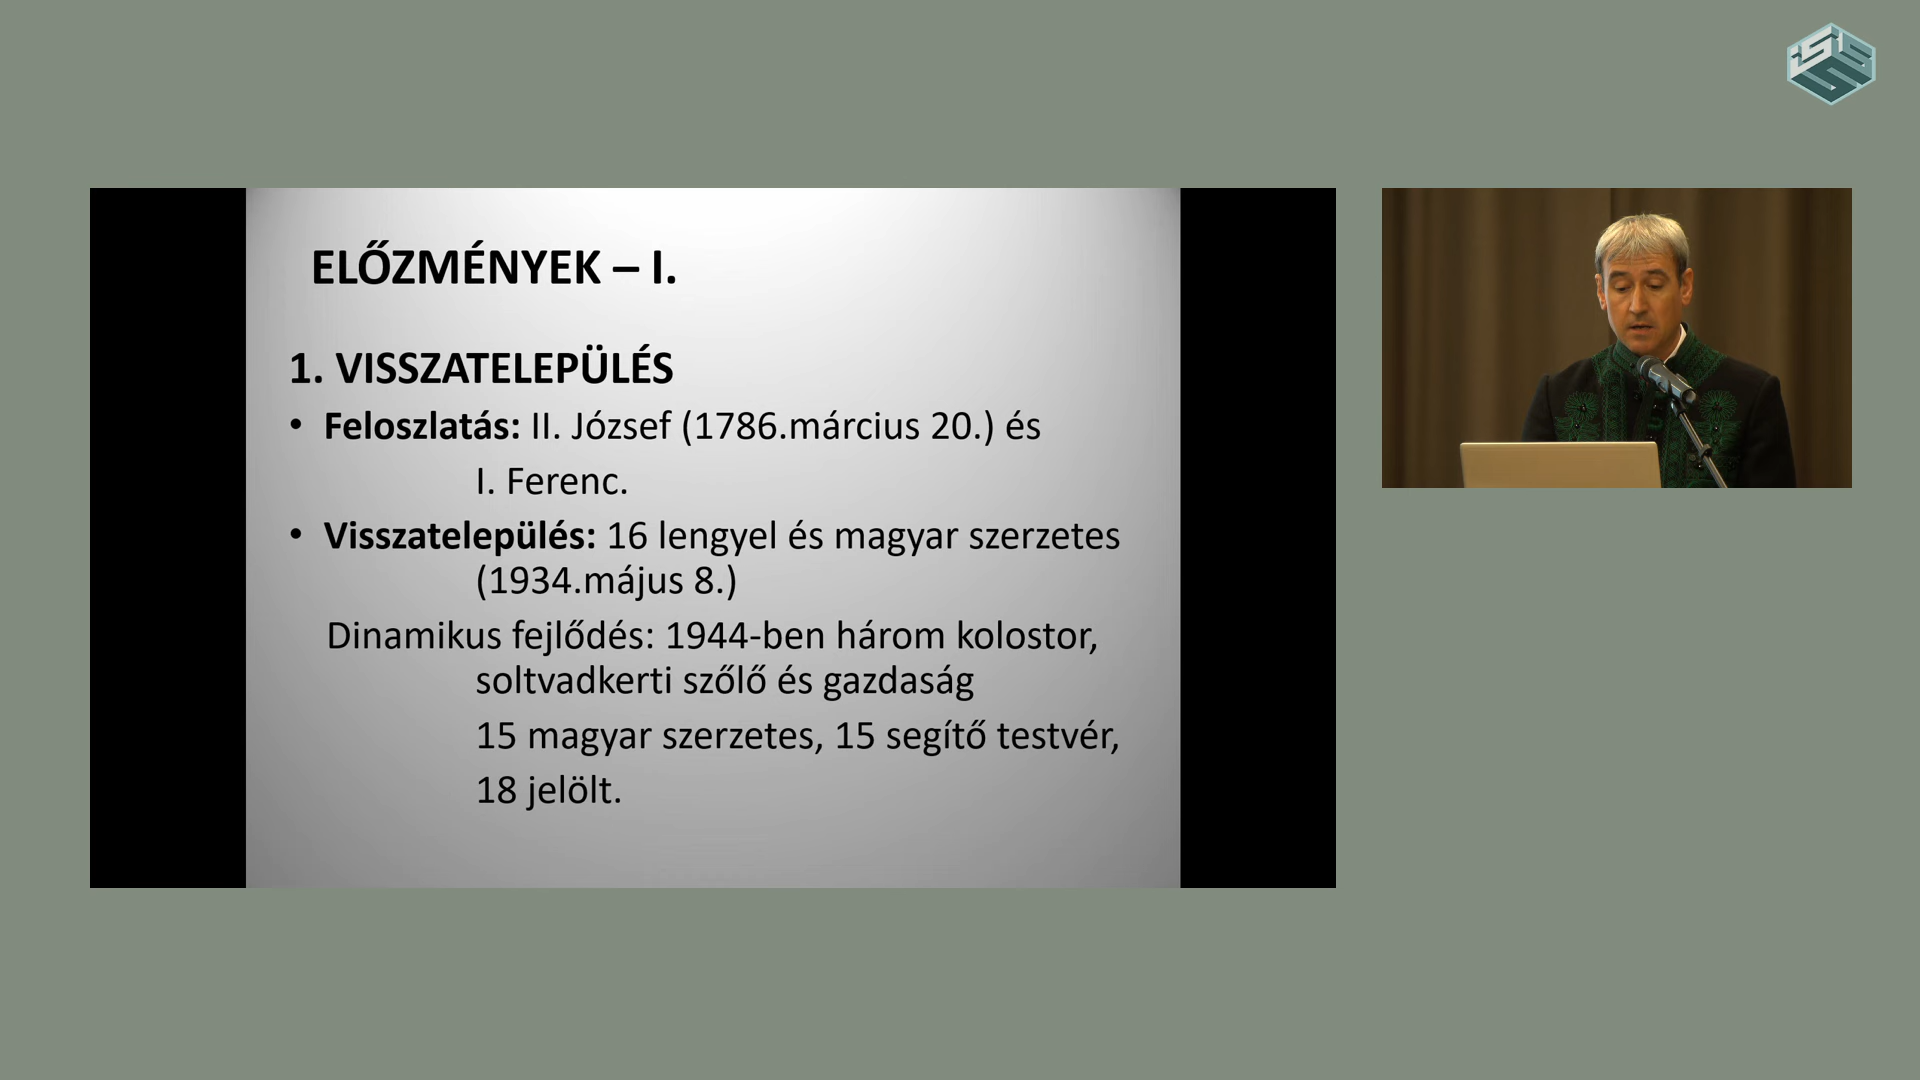 ELŐZMÉNYEK – I.
1. VISSZATELEPÜLÉS
• Feloszlatás: II. József (1786.március 20.) és
I. Ferenc.
• Visszatelepülés: 16 lengyel és magyar szerzetes
(1934.május 8.)
Dinamikus fejlődés: 1944-ben három kolostor,
soltvadkerti szőlő és gazdaság
15 magyar szerzetes, 15 segítő testvér,
18 jelölt.